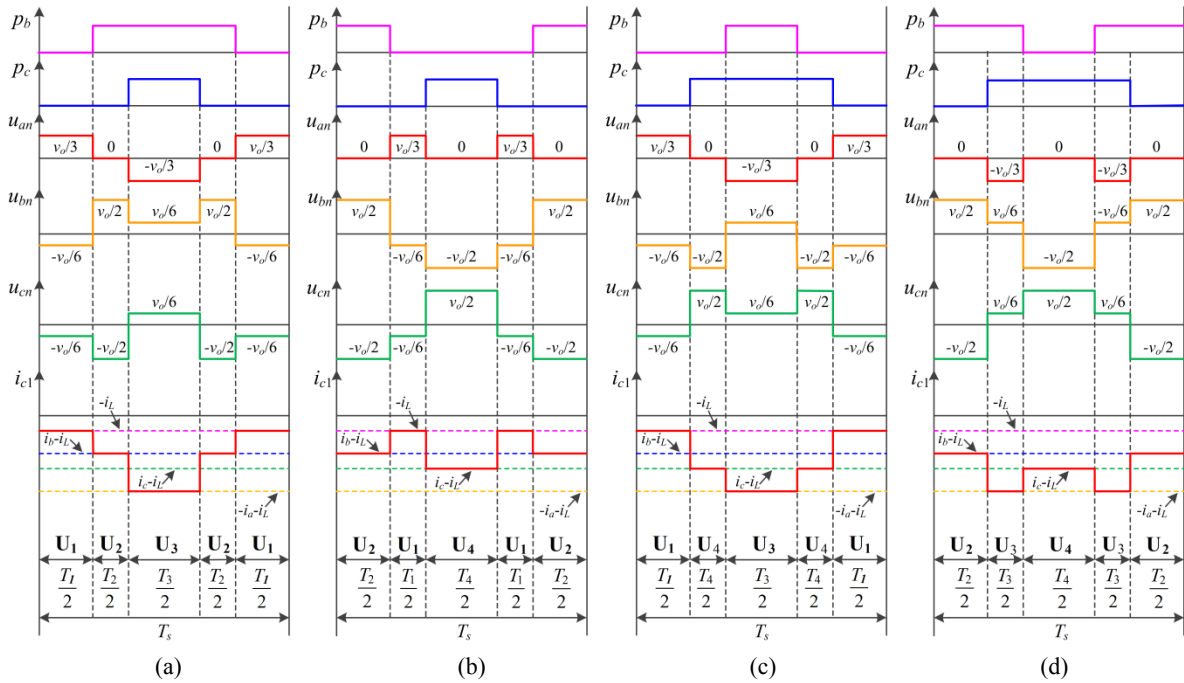 p_b
p_c
u_an
v_o/3 0 -v_o/3 0 v_o/3
u_bn
-v_o/6 v_o/2 v_o/6 v_o/2 -v_o/6
u_cn
-v_o/6 -v_o/2 v_o/6 -v_o/2 -v_o/6
i_c1
-i_L
i_b-i_L
i_c-i_L
-i_a-i_L
U_1 U_2 U_3 U_2 U_1
T_1/2 T_2/2 T_3/2 T_2/2 T_1/2
T_s
(a)
p_b
p_c
u_an
0 v_o/3 0 v_o/3 0
u_bn
v_o/2 -v_o/6 -v_o/2 -v_o/6 v_o/2
u_cn
-v_o/2 -v_o/6 v_o/2 -v_o/6 -v_o/2
i_c1
-i_L
i_b-i_L
i_c-i_L
-i_a-i_L
U_2 U_1 U_4 U_1 U_2
T_2/2 T_1/2 T_4/2 T_1/2 T_2/2
T_s
(b)
p_b
p_c
u_an
v_o/3 0 -v_o/3 0 v_o/3
u_bn
-v_o/6 -v_o/2 v_o/6 -v_o/2 -v_o/6
u_cn
-v_o/6 v_o/2 v_o/6 v_o/2 -v_o/6
i_c1
-i_L
i_b-i_L
i_c-i_L
-i_a-i_L
U_1 U_4 U_3 U_4 U_1
T_1/2 T_4/2 T_3/2 T_4/2 T_1/2
T_s
(c)
p_b
p_c
u_an
0 -v_o/3 0 -v_o/3 0
u_bn
v_o/2 v_o/6 -v_o/2 -v_o/6 v_o/2
u_cn
-v_o/2 v_o/6 v_o/2 v_o/6 -v_o/2
i_c1
-i_L
i_b-i_L
i_c-i_L
-i_a-i_L
U_2 U_3 U_4 U_3 U_2
T_2/2 T_3/2 T_4/2 T_3/2 T_2/2
T_s
(d)